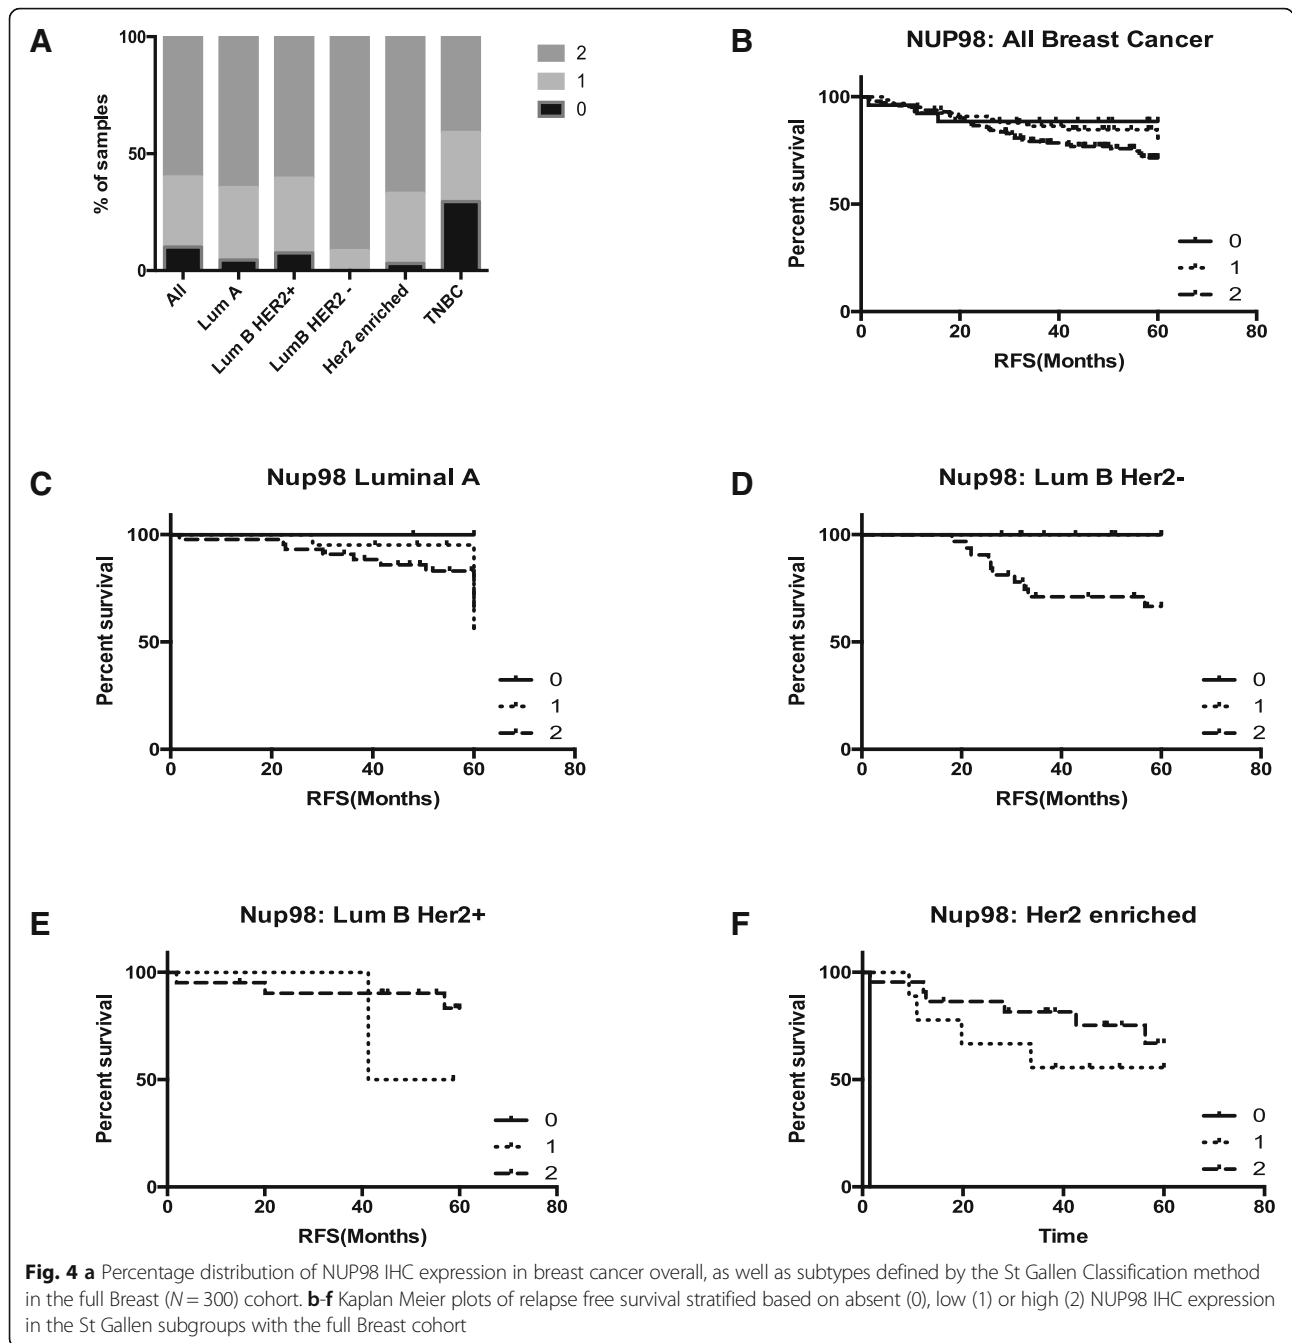 A
100
50
0
% of samples
All
Lum A
Lum B HER2+
LumB HER2 -
Her2 enriched
TNBC
2
1
0
B
NUP98: All Breast Cancer
100
50
0
Percent survival
0
20
40
60
80
RFS(Months)
0
1
2
C
Nup98 Luminal A
100
50
0
Percent survival
0
20
40
60
80
RFS(Months)
0
1
2
D
Nup98: Lum B Her2-
100
50
0
Percent survival
0
20
40
60
80
RFS(Months)
0
1
2
E
Nup98: Lum B Her2+
100
50
0
Percent survival
0
20
40
60
80
RFS(Months)
0
1
2
F
Nup98: Her2 enriched
100
50
0
Percent survival
0
20
40
60
80
Time
0
1
2
Fig. 4 a Percentage distribution of NUP98 IHC expression in breast cancer overall, as well as subtypes defined by the St Gallen Classification method
in the full Breast (N = 300) cohort. b-f Kaplan Meier plots of relapse free survival stratified based on absent (0), low (1) or high (2) NUP98 IHC expression
in the St Gallen subgroups with the full Breast cohort